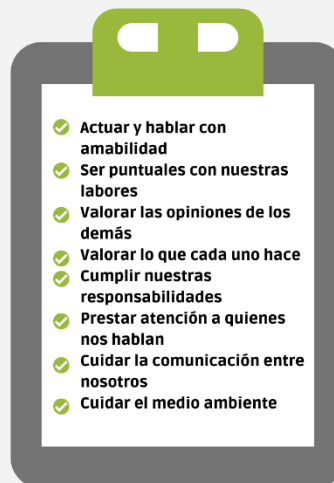 Actuar y hablar con
amabilidad
Ser puntuales con nuestras
labores
Valorar las opiniones de los
demás
Valorar lo que cada uno hace
Cumplir nuestras
responsabilidades
Prestar atención a quienes
nos hablan
Cuidar la comunicación entre
nosotros
Cuidar el medio ambiente